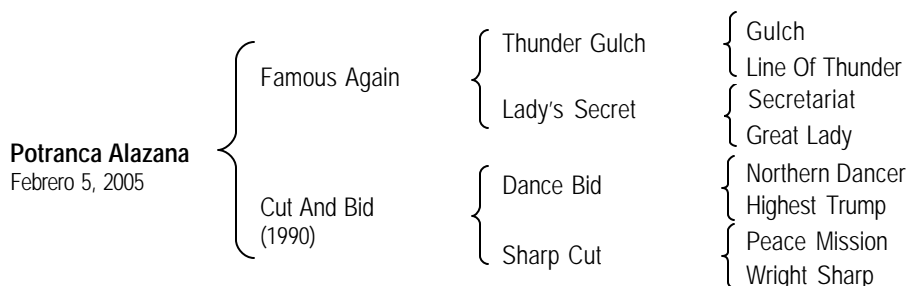 Thunder Gulch
Gulch
Line Of Thunder
Famous Again
Lady's Secret
Secretariat
Great Lady
Potranca Alazana
Febrero 5, 2005
Cut And Bid
(1990)
Dance Bid
Northern Dancer
Highest Trump
Sharp Cut
Peace Mission
Wright Sharp